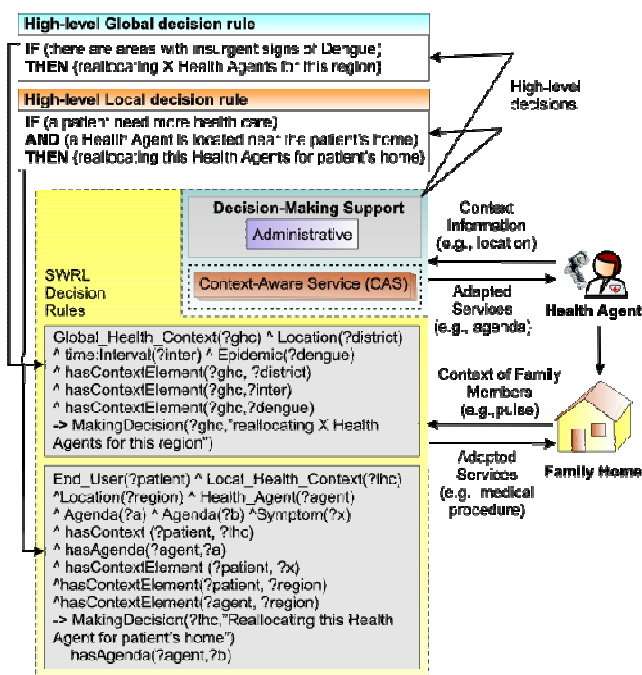 High-level Global decision rule
IF (there are areas with insurgent signs of Dengue)
THEN {reallocating X Health Agents for this region}
High-level Local decision rule
IF (a patient need more health care)
AND (a Health Agent is located near the patient's home)
THEN {reallocating this Health Agents for patient's home}
High-level
decisions
Decision-Making Support
Administrative
Context-Aware Service (CAS)
SWRL
Decision
Rules
Context
Information
(e.g., location)
Adapted
Services
(e.g., agenda)
Health Agent
Global_Health_Context(?ghc) ^ Location(?district)
^ time:Interval(?inter) ^ Epidemic(?dengue)
^ hasContextElement(?ghc, ?district)
^ hasContextElement(?ghc,?inter)
^ hasContextElement(?ghc,?dengue)
-> MakingDecision(?ghc,"reallocating X Health
Agents for this region")
Context of Family
Members
(e.g.,pulse)
Adapted
Services
(e.g. medical
procedure)
Family Home
End_User(?patient) ^ Local_Health_Context(?lhc)
^Location(?region) ^ Health_Agent(?agent)
^ Agenda(?a) ^ Agenda(?b) ^Symptom(?x)
^ hasContext (?patient, ?lhc)
^ hasAgenda(?agent,?a)
^ hasContextElement (?patient, ?x)
^hasContextElement(?patient, ?region)
^hasContextElement(?agent, ?region)
-> MakingDecision(?lhc,"Reallocating this Health
Agent for patient's home")
hasAgenda(?agent,?b)